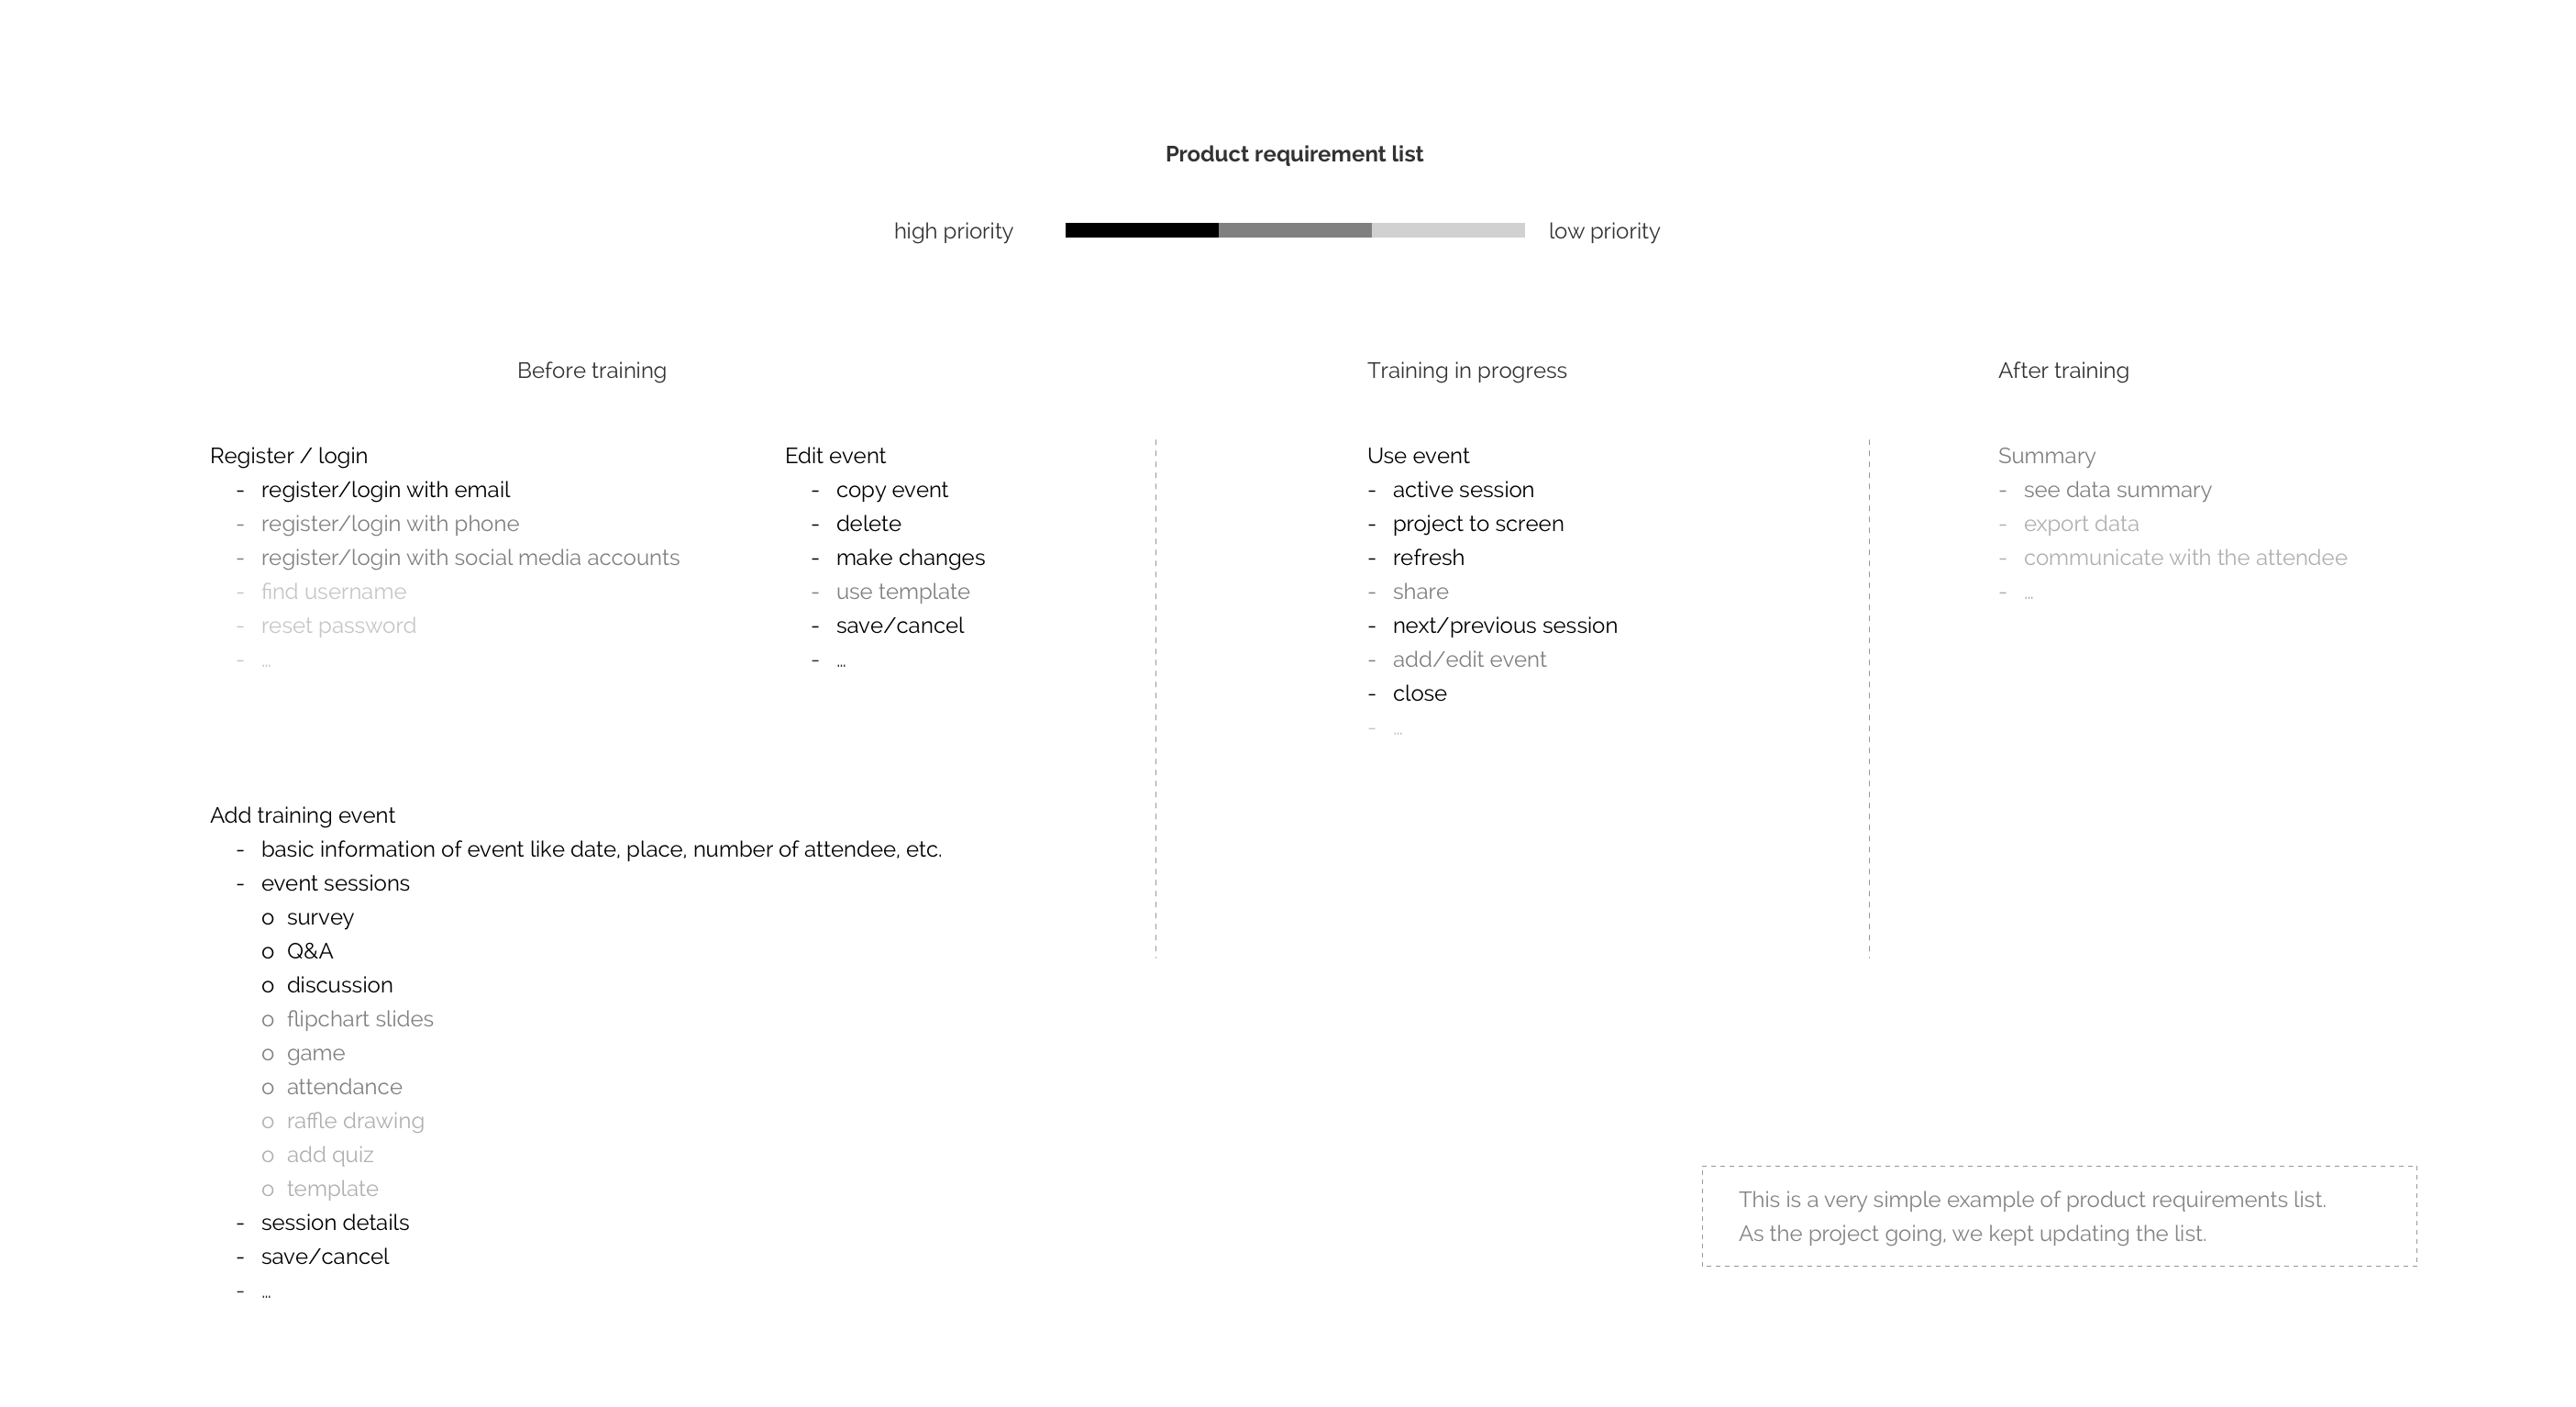 Product requirement list
high priority
low priority
Before training
Register / login
- register/login with email
- register/login with phone
- register/login with social media accounts
- find username
- reset password
- …
Edit event
- copy event
- delete
- make changes
- use template
- save/cancel
- …
Add training event
- basic information of event like date, place, number of attendee, etc.
- event sessions
o survey
o Q&A
o discussion
o flipchart slides
o game
o attendance
o raffle drawing
o add quiz
o template
- session details
- save/cancel
- …
Training in progress
Use event
- active session
- project to screen
- refresh
- share
- next/previous session
- add/edit event
- close
- …
After training
Summary
- see data summary
- export data
- communicate with the attendee
- …
This is a very simple example of product requirements list.
As the project going, we kept updating the list.